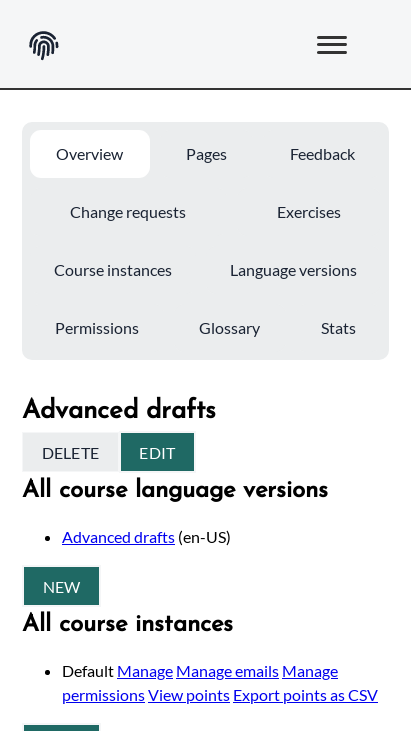 Overview Pages Feedback
Change requests Exercises
Course instances Language versions
Permissions Glossary Stats
Advanced drafts
DELETE EDIT
All course language versions
Advanced drafts (en-US)
NEW
All course instances
Default Manage Manage emails Manage
permissions View points Export points as CSV